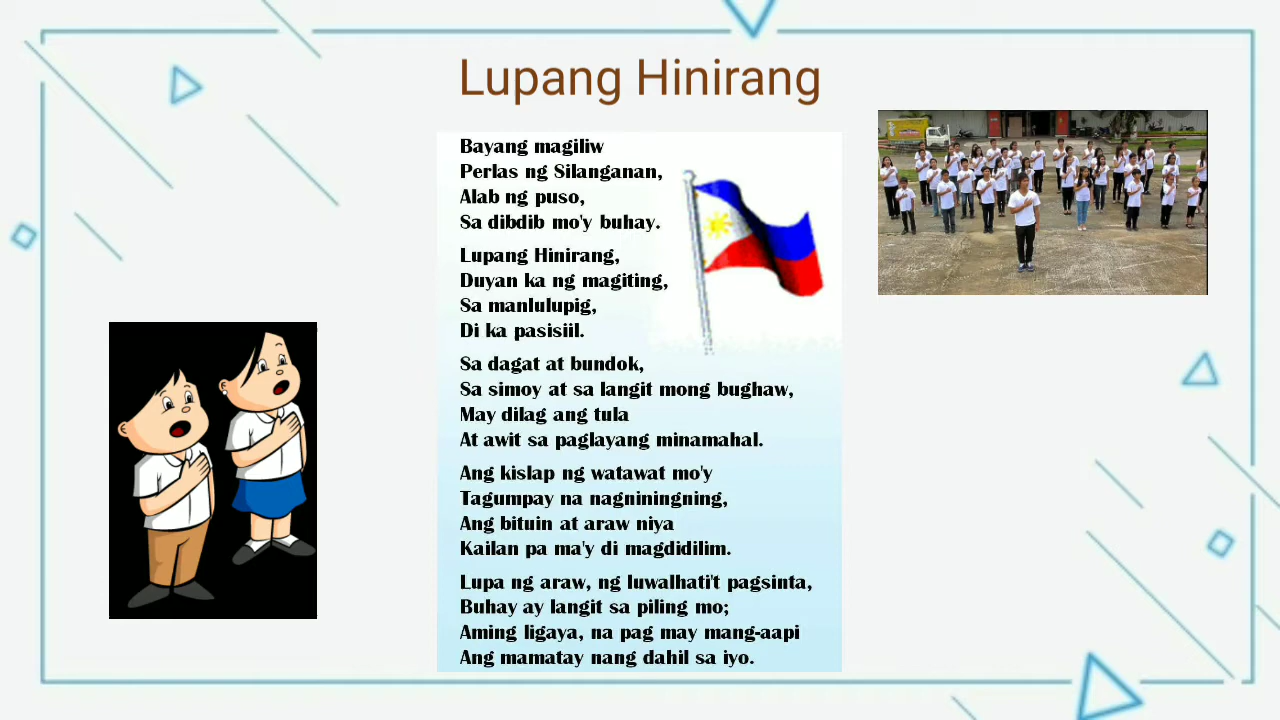 Lupang Hinirang
Bayang magiliw
Perlas ng Silanganan,
Alab ng puso,
Sa dibdib mo'y buhay.
Lupang Hinirang,
Duyan ka ng magiting,
Sa manlulupig,
Di ka pasisiil.
Sa dagat at bundok,
Sa simoy at sa langit mong bughaw,
May dilag ang tula
At awit sa paglayang minamahal.
Ang kislap ng watawat mo'y
Tagumpay na nagniningning,
Ang bituin at araw niya
Kailan pa ma'y di magdidilim.
Lupa ng araw, ng luwalhati't pagsinta,
Buhay ay langit sa piling mo;
Aming ligaya, na pag may mang-aapi
Ang mamatay nang dahil sa iyo.